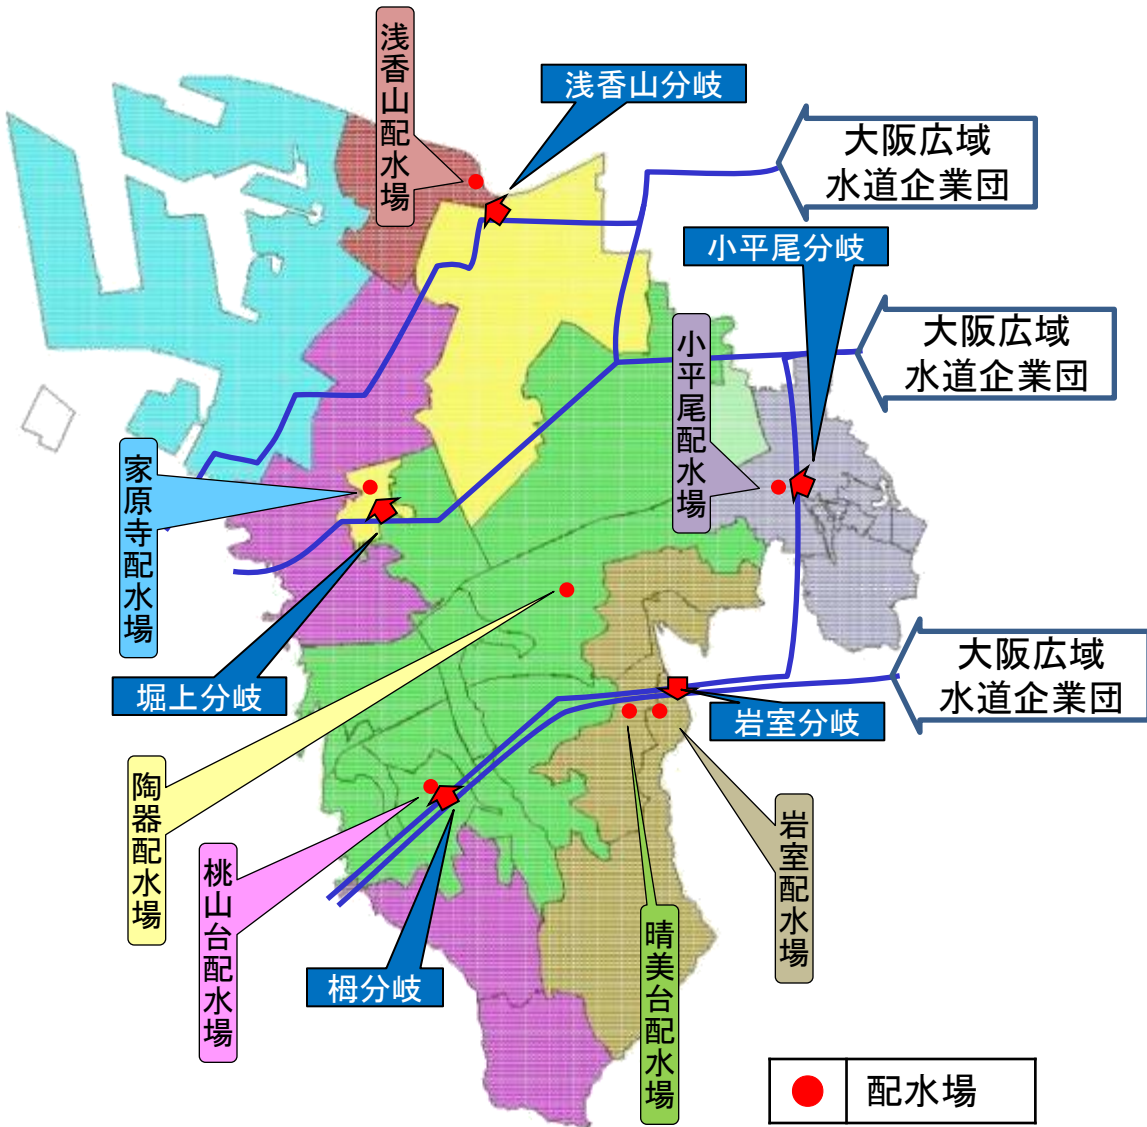 浅香山配水場
浅香山分岐
大阪広域
水道企業団
小平尾分岐
大阪広域
水道企業団
小平尾配水場
家原寺配水場
堀上分岐
大阪広域
水道企業団
岩室分岐
陶器配水場
桃山台配水場
岩室配水場
晴美台配水場
栂分岐
配水場